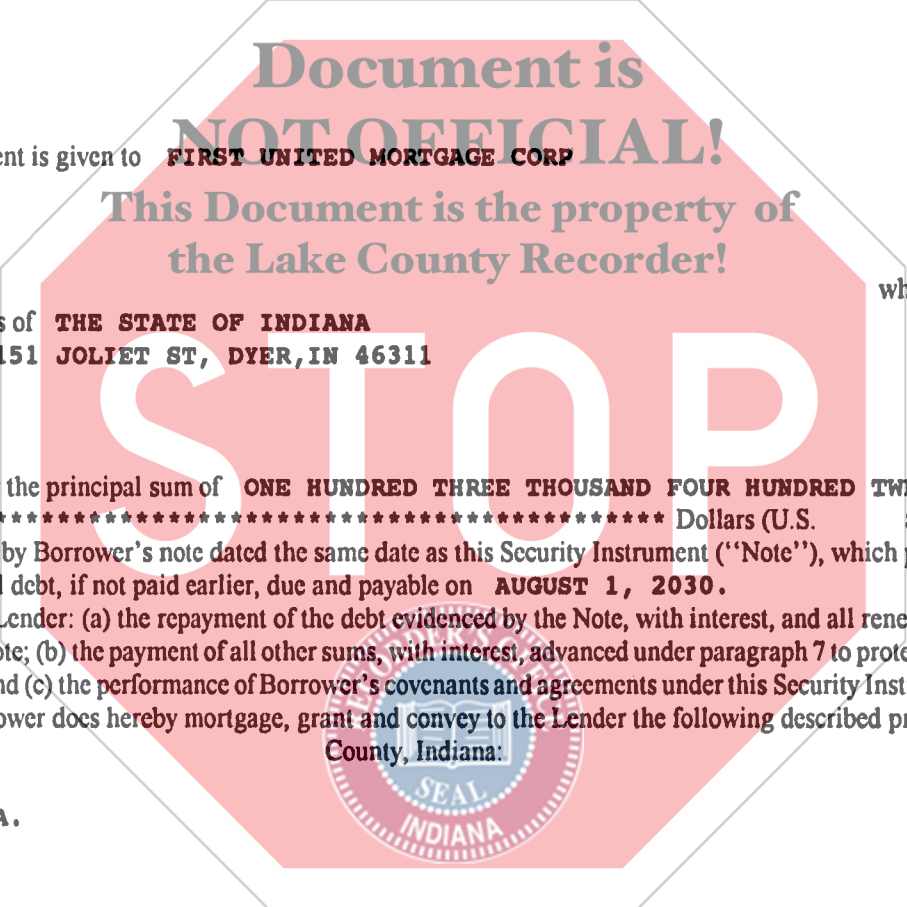 Document is
NOT OFFICIAL!
ent is given to FIRST UNITED MORTGAGE CORP
This Document is the property of
the Lake County Recorder!
wh
s of THE STATE OF INDIANA
151 JOLIET ST, DYER, IN 46311
STOP
the principal sum of ONE HUNDRED THREE THOUSAND FOUR HUNDRED TW
******************************************** Dollars (U.S.
by Borrower's note dated the same date as this Security Instrument (“Note”), which
debt, if not paid earlier, due and payable on AUGUST 1, 2030.
Lender: (a) the repayment of the debt evidenced by the Note, with interest, and all rene
ote; (b) the payment of all other sums, with interest, advanced under paragraph 7 to prote
nd (c) the performance of Borrower's covenants and agreements under this Security Inst
ower does hereby mortgage, grant and convey to the Lender the following described pr
County, Indiana:
SEAL
INDIANA
A.